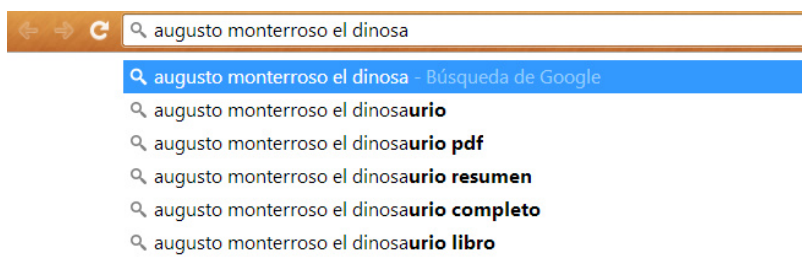 augusto monterroso el dinosa
augusto monterroso el dinosa - Búsqueda de Google
augusto monterroso el dinosaurio
augusto monterroso el dinosaurio pdf
augusto monterroso el dinosaurio resumen
augusto monterroso el dinosaurio completo
augusto monterroso el dinosaurio libro